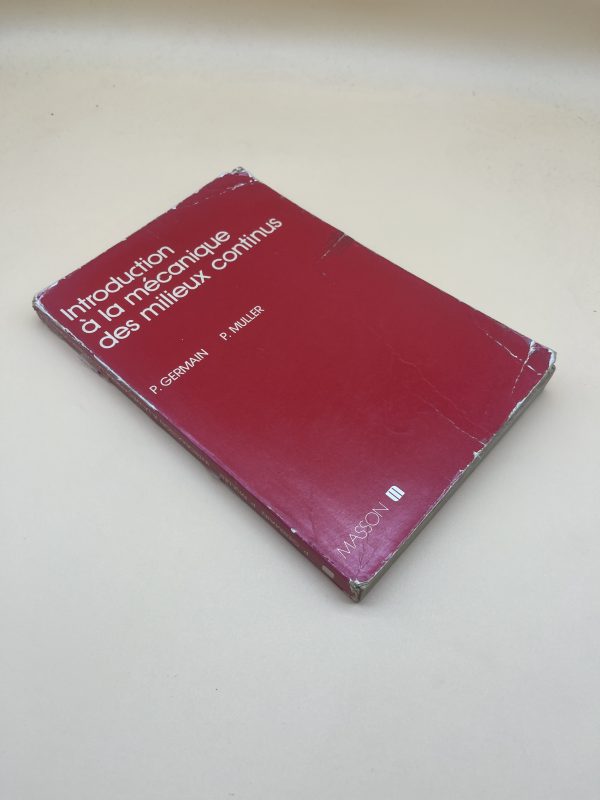 Introduction
à la mécanique
des milieux continus
P. GERMAIN P. MULLER
MASSON